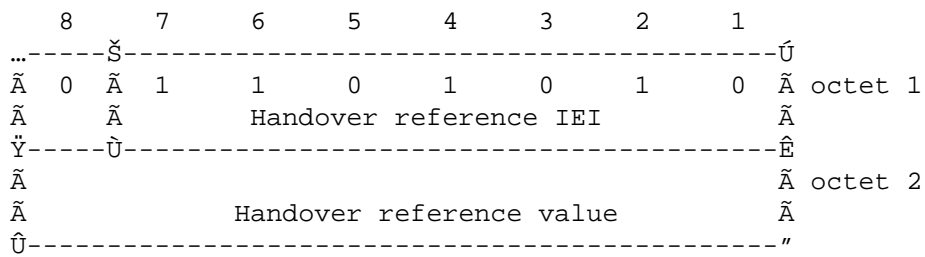 8 7 6 5 4 3 2 1
…-----Š-----------------------------------------Ú
Ã 0 Ã 1 1 0 1 0 1 0 Ã octet 1
Ã Ã Handover reference IEI Ã
Ÿ-----Ù-----------------------------------------Ê
Ã Ã octet 2
Ã Handover reference value Ã
Û-----------------------------------------------″